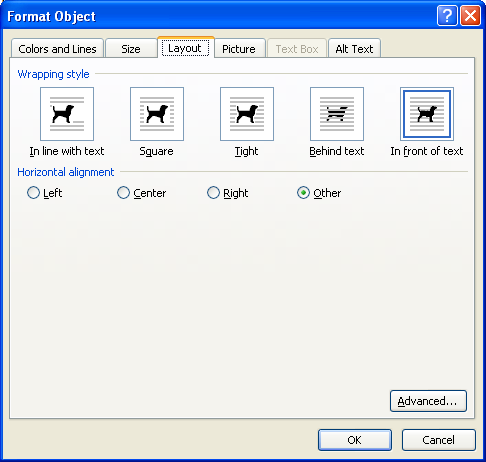 Format Object
Colors and Lines Size Layout Picture Text Box Alt Text
Wrapping style
In line with text Square Tight Behind text In front of text
Horizontal alignment
Left Center Right Other
Advanced...
OK Cancel